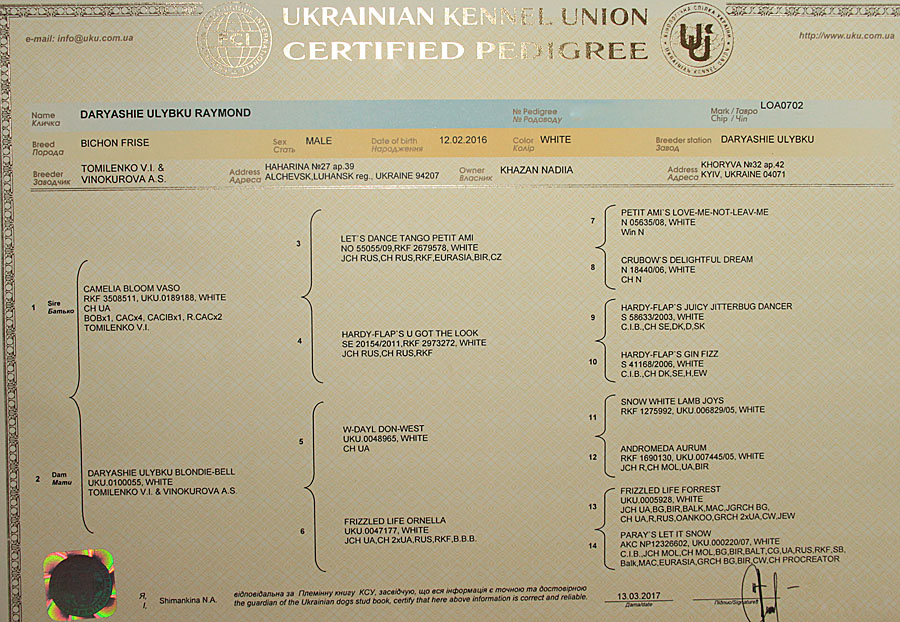 UKRAINIAN KENNEL UNION
CERTIFIED PEDIGREE
e-mail: info@uku.com.ua
http://www.uku.com.ua
FCI
Name DARYASHIE ULYBKU RAYMOND № Pedigree Mark / Тавро LOA0702
Кличка № Родоводу Chip / Чіп
Breed BICHON FRISE Sex MALE Date of birth 12.02.2016 Color WHITE Breeder station DARYASHIE ULYBKU
Порода Стать Народження Колір Завод
Breeder TOMILENKO V.I. & Address HAHARINA №27 ap.39 Owner KHAZAN NADIIA Address KHORYVA №32 ap.42
Заводчик VINOKUROVA A.S. Адреса ALCHEVSK,LUHANSK reg., UKRAINE 94207 Власник Адреса KYIV, UKRAINE 04071
1 Sire
Батько
CAMELIA BLOOM VASO
RKF 3508511, UKU.0189188, WHITE
CH UA
BOBx1, CACx4, CACIBx1, R.CACx2
TOMILENKO V.I.
2 Dam
Мати
DARYASHIE ULYBKU BLONDIE-BELL
UKU.0100055, WHITE
TOMILENKO V.I. & VINOKUROVA A.S.
3
LET`S DANCE TANGO PETIT AMI
NO 55055/09,RKF 2679578, WHITE
JCH RUS,CH RUS,RKF,EURASIA,BIR,CZ
4
HARDY-FLAP`S U GOT THE LOOK
SE 20154/2011,RKF 2973272, WHITE
JCH RUS,CH RUS,RKF
5
W-DAYL DON-WEST
UKU.0048965, WHITE
CH UA
6
FRIZZLED LIFE ORNELLA
UKU.0047177, WHITE
JCH UA,CH 2xUA,RUS,RKF,B.B.B.
7
PETIT AMI`S LOVE-ME-NOT-LEAV-ME
N 05635/08, WHITE
Win N
8
CRUBOW`S DELIGHTFUL DREAM
N 18440/06, WHITE
CH N
9
HARDY-FLAP`S JUICY JITTERBUG DANCER
S 58633/2003, WHITE
C.I.B.,CH SE,DK,D,SK
10
HARDY-FLAP`S GIN FIZZ
S 41168/2006, WHITE
C.I.B.,CH DK,SE,H,EW
11
SNOW WHITE LAMB JOYS
RKF 1275992, UKU.006829/05, WHITE
12
ANDROMEDA AURUM
RKF 1690130, UKU.007445/05, WHITE
JCH R,CH MOL,UA,BIR
13
FRIZZLED LIFE FORREST
UKU.0005928, WHITE
JCH UA,BG,BIR,BALK,MAC,JGRCH BG,
CH UA,R,RUS,OANKOO,GRCH 2xUA,CW,JEW
14
PARAY`S LET IT SNOW
AKC NP12326602, UKU.000220/07, WHITE
C.I.B.,JCH MOL,CH MOL,BG,BIR,BALT,CG,UA,RUS,RKF,SB,
Balk,MAC,EURASIA,GRCH BG,BIR,CW,CH PROCREATOR
Я, Shimankina N.A. відповідальна за Племінну книгу КСУ, засвідчую, що вся інформація є точною та достовірною
I, the guardian of the Ukrainian dogs stud book, certify that here above information is correct and reliable.
13.03.2017
Дата/date
Підпис/Signature